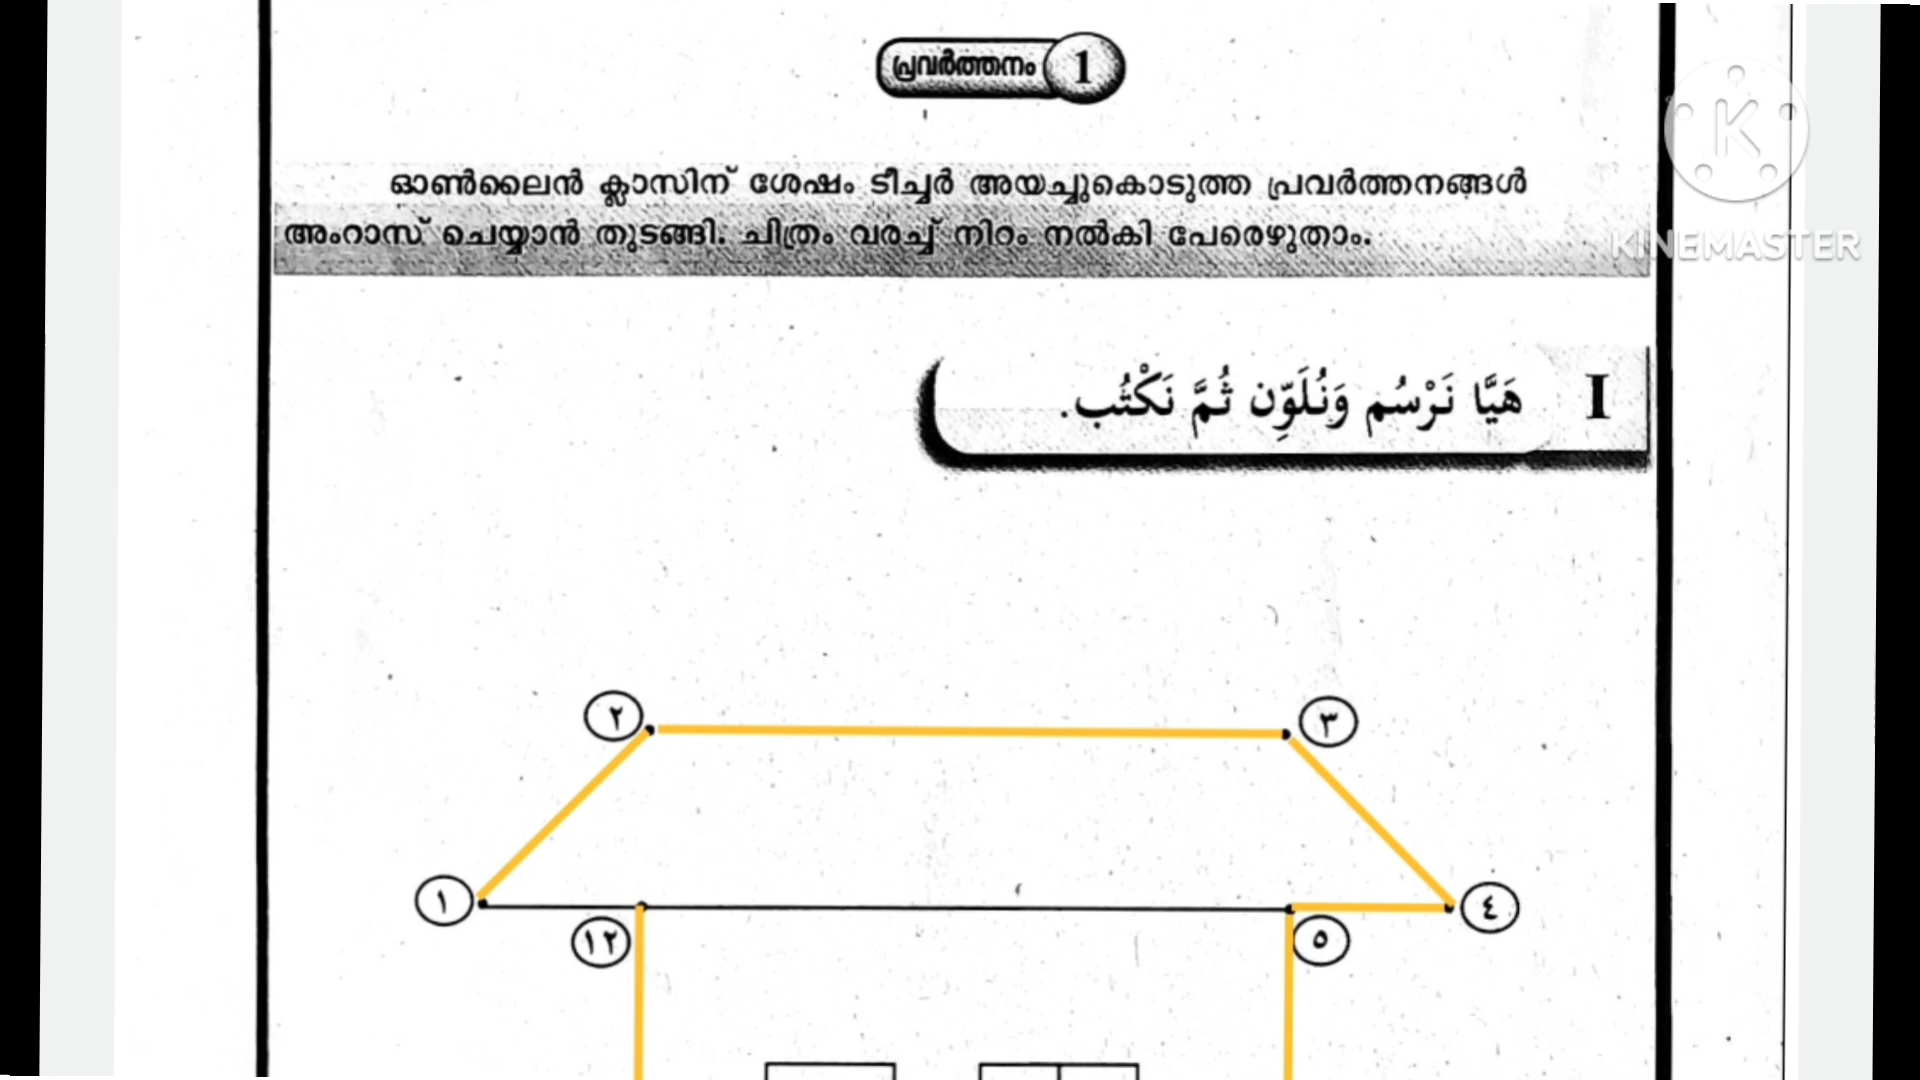 പ്രവർത്തനം 1
ഓൺലൈൻ ക്ലാസിന് ശേഷം ടീച്ചർ അയച്ചുകൊടുത്ത പ്രവർത്തനങ്ങൾ
അംറാസ് ചെയ്യാൻ തുടങ്ങി. ചിത്രം വരച്ച് നിറം നൽകി പേരെഴുതാം.
K
KINEMASTER
I هَيَّا نَرْسُم وَنُلَوِّن ثُمَّ نَكْتُب.
٢
٣
١
٤
١٢
٥